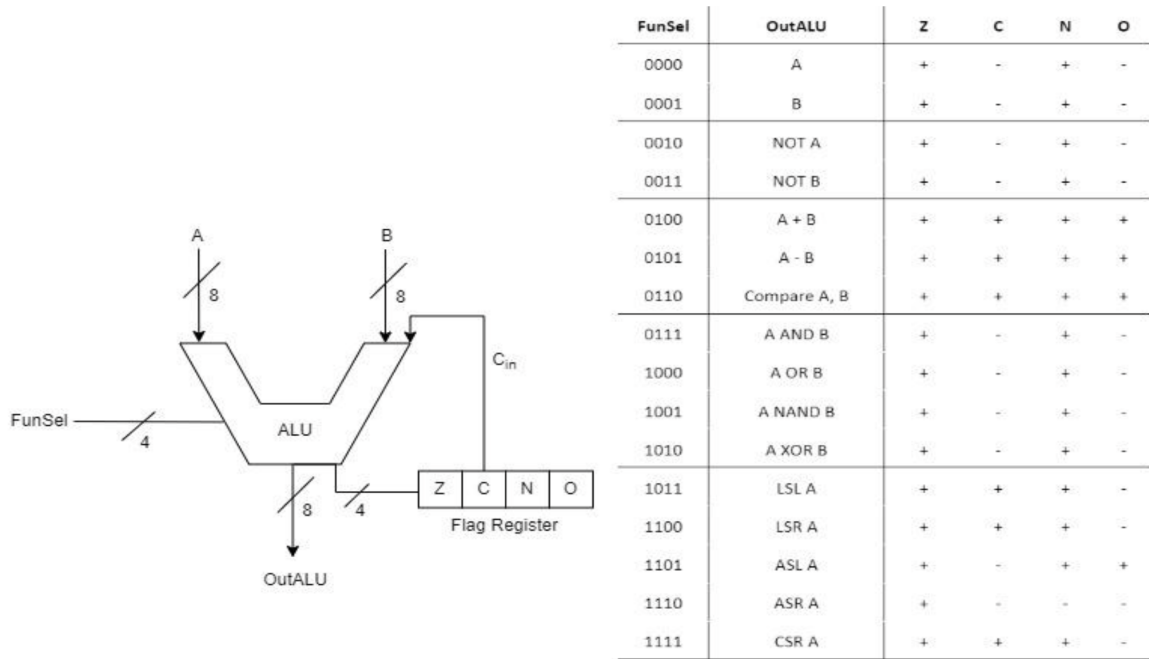 A B
8 8
C_in
FunSel
4
ALU
Z C N O
8 4
Flag Register
OutALU
FunSel OutALU Z C N O
0000 A + - + -
0001 B + - + -
0010 NOT A + - + -
0011 NOT B + - + -
0100 A + B + + + +
0101 A - B + + + +
0110 Compare A, B + + + +
0111 A AND B + - + -
1000 A OR B + - + -
1001 A NAND B + - + -
1010 A XOR B + - + -
1011 LSL A + + + -
1100 LSR A + + + -
1101 ASL A + - + +
1110 ASR A + - - -
1111 CSR A + + + -